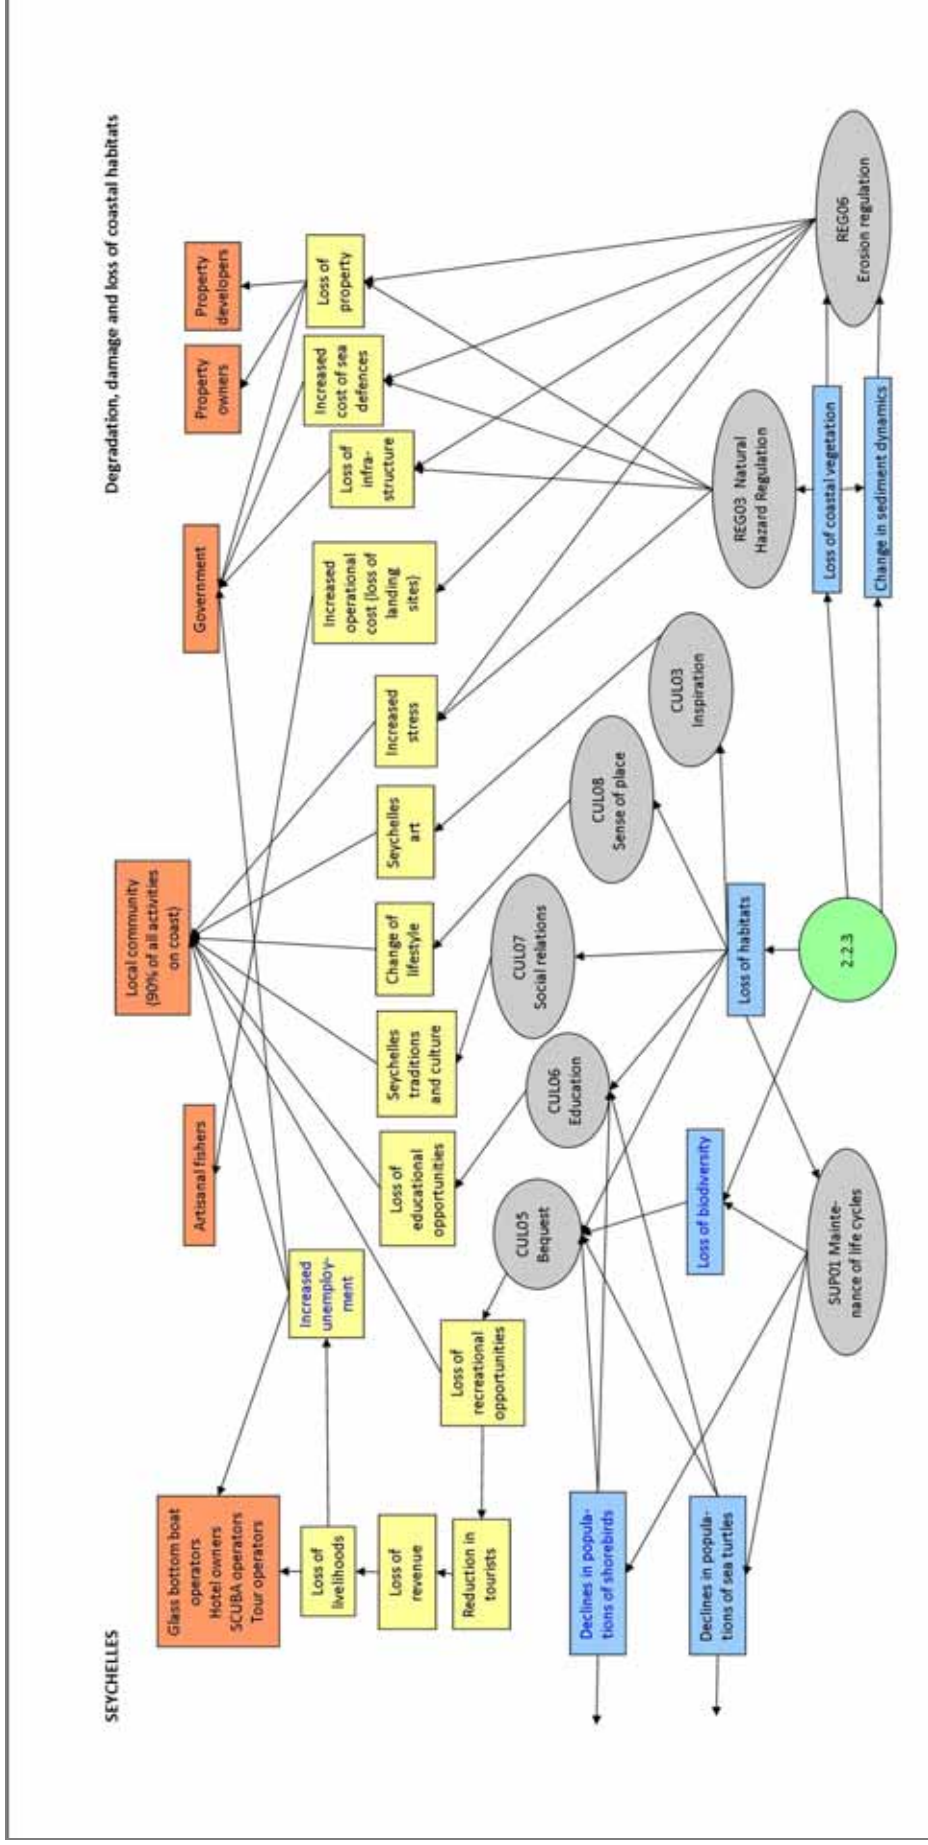 SEYCHELLES
Degradation, damage and loss of coastal habitats
Glass bottom boat
operators
Hotel owners
SCUBA operators
Tour operators
Artisanal fishers
Local community
(90% of all activities
on coast)
Government
Property
owners
Property
developers
Loss of
livelihoods
Increased
unemploy-
ment
Loss of
revenue
Reduction in
tourists
Loss of
recreational
opportunities
Loss of
educational
opportunities
Seychelles
traditions
and culture
Change of
lifestyle
Seychelles
art
Increased
stress
Increased
operational
cost (loss of
landing
sites)
Loss of
infra-
structure
Increased
cost of sea
defences
Loss of
property
CUL05
Bequest
CUL06
Education
CUL07
Social relations
CUL08
Sense of place
CUL03
Inspiration
REG03 Natural
Hazard Regulation
REG06
Erosion regulation
Declines in popula-
tions of shorebirds
Declines in popula-
tions of sea turtles
Loss of biodiversity
Loss of habitats
Loss of coastal vegetation
Change in sediment dynamics
SUP01 Mainte-
nance of life cycles
2.2.3